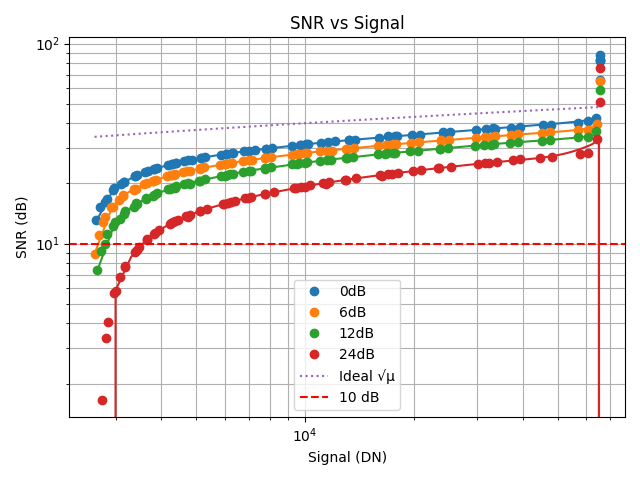 SNR vs Signal
10²
10¹
SNR (dB)
0dB
6dB
12dB
24dB
Ideal √μ
10 dB
10⁴
Signal (DN)